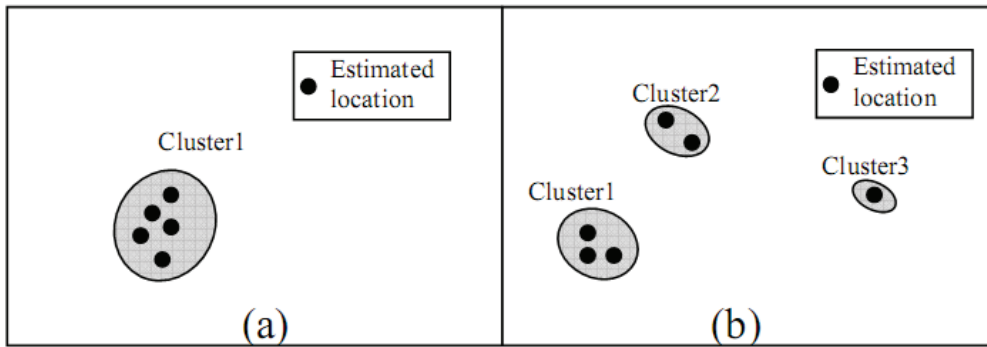 Estimated
location
Cluster1
(a)
Estimated
location
Cluster2
Cluster3
Cluster1
(b)